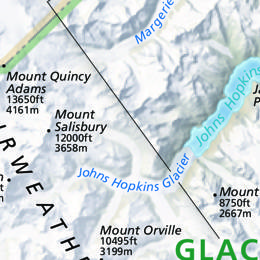 Margerie
Mount Quincy
Adams
13650ft
4161m
Mount
Salisbury
12000ft
3658m
Johns Hopkins
Johns Hopkins Glacier
Mount
8750ft
2667m
Mount Orville
10495ft
3199m
GLAC